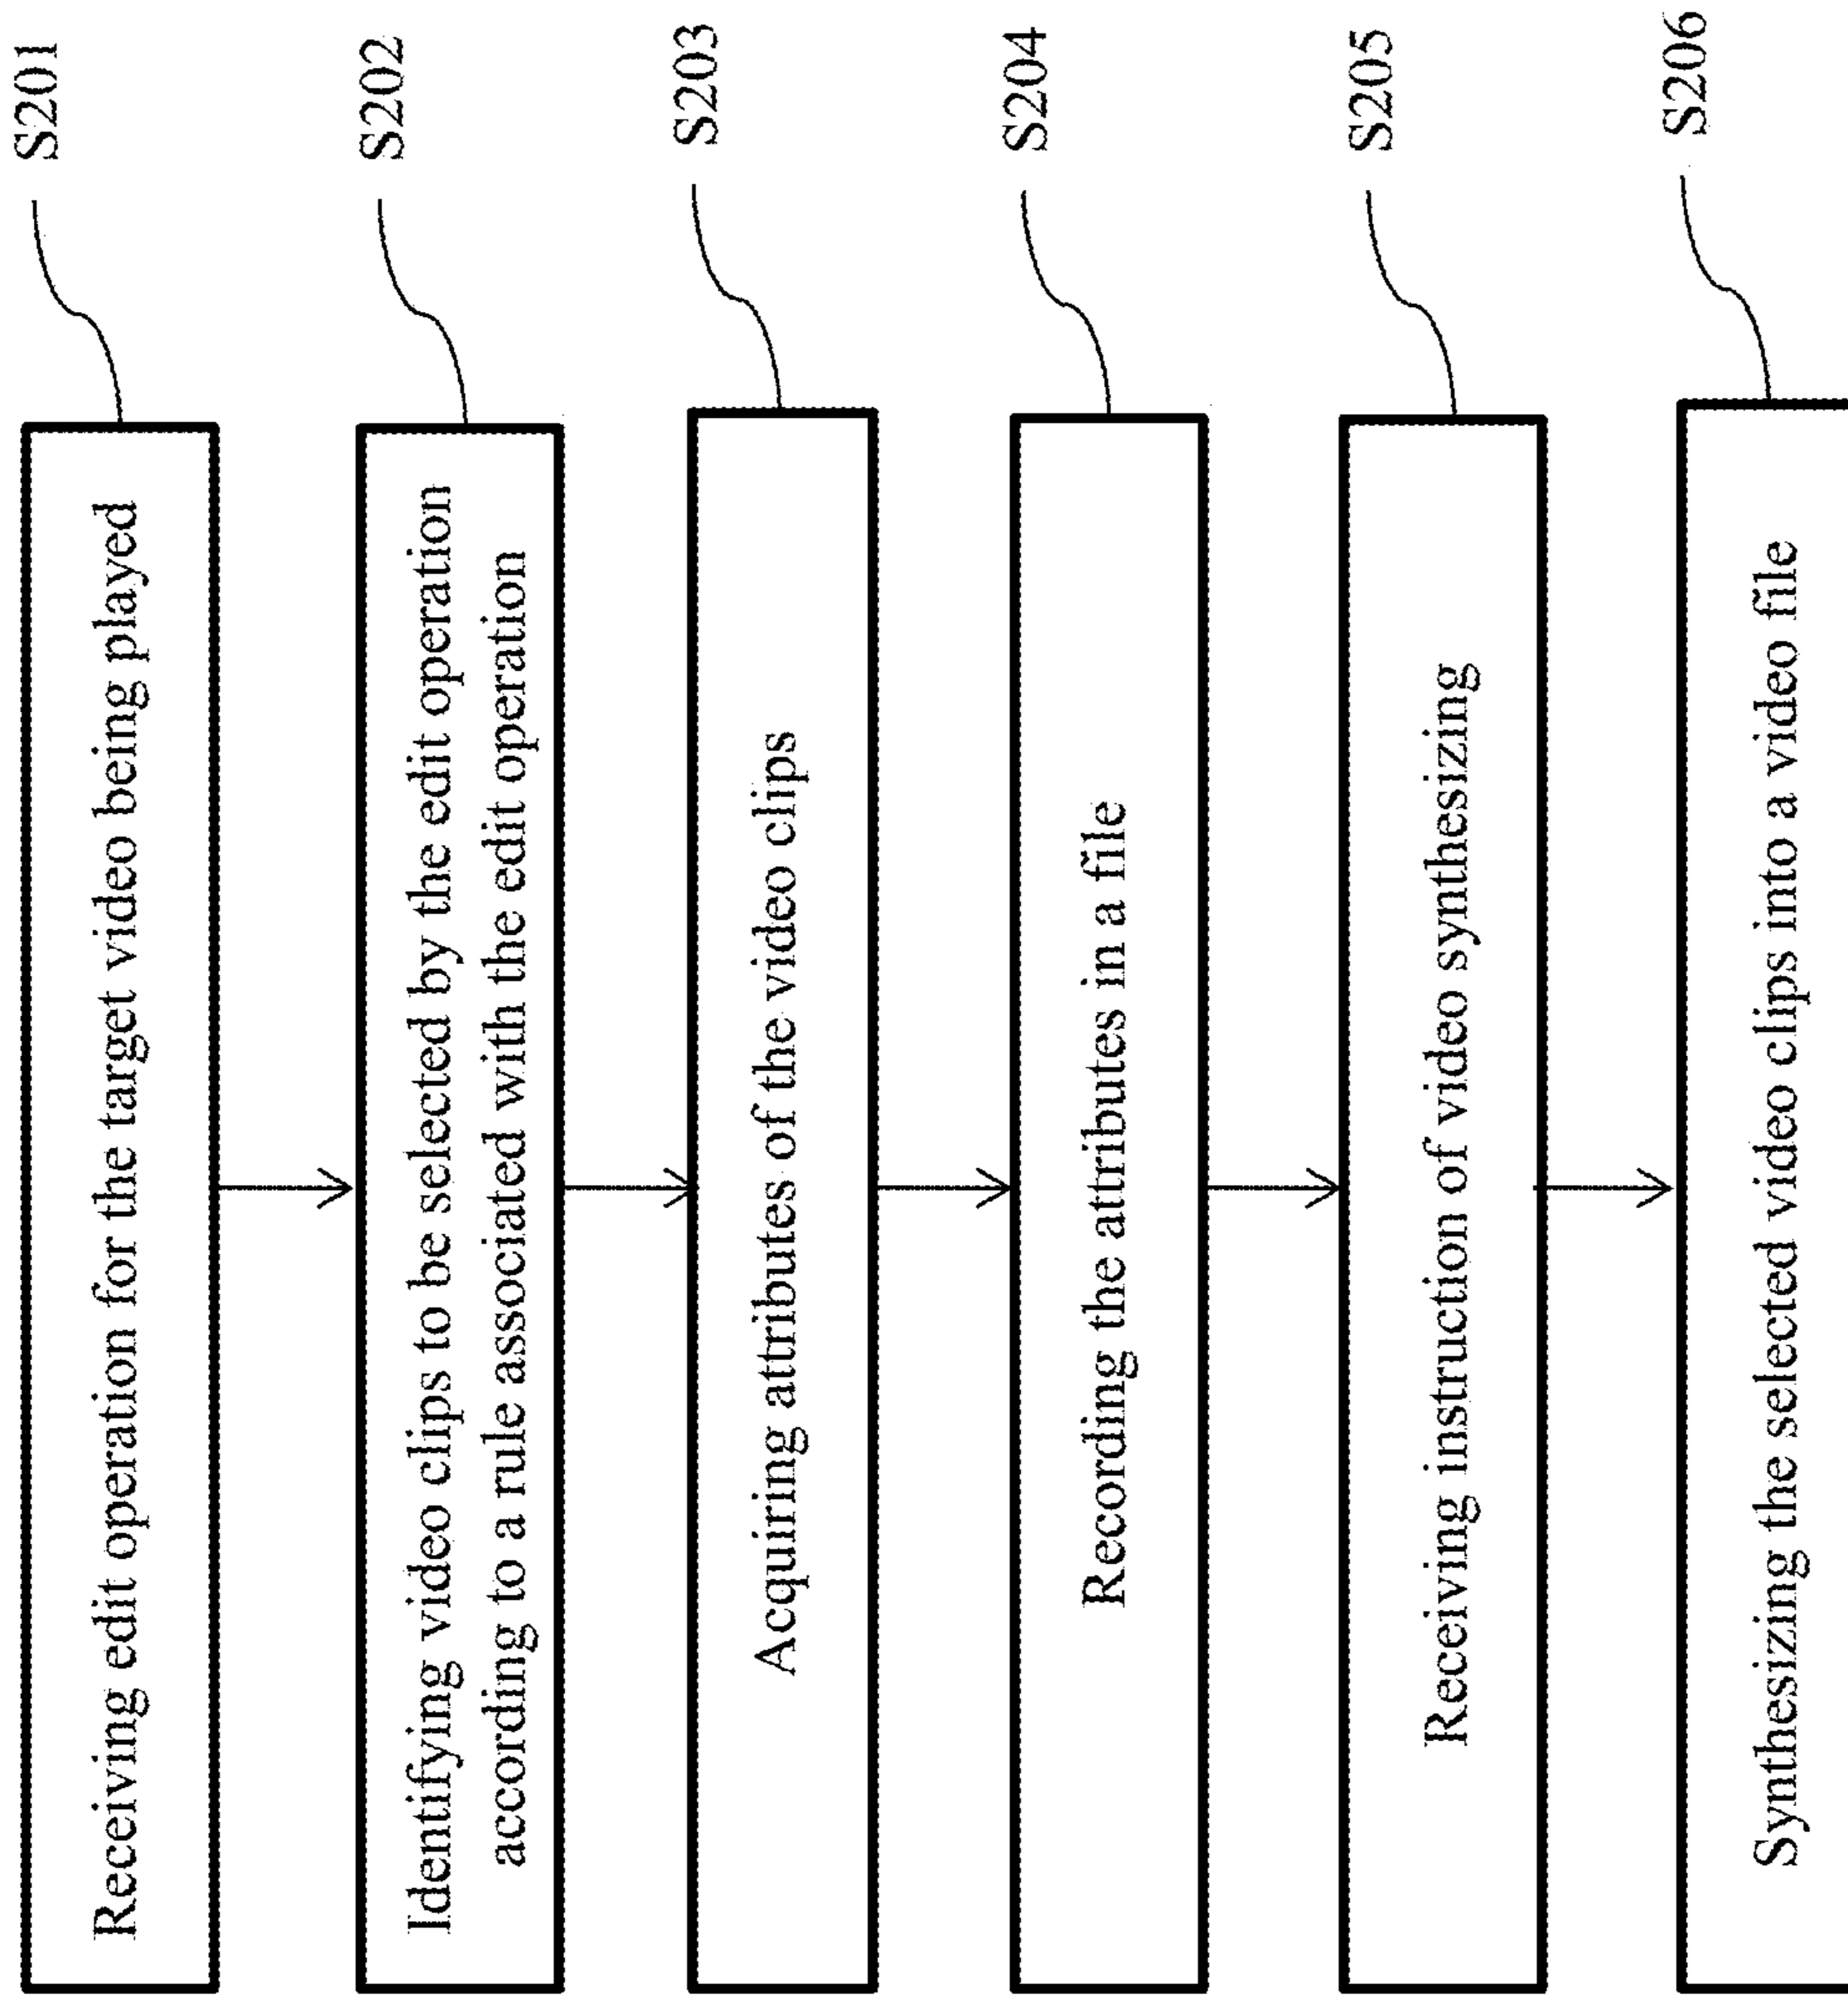 Receiving edit operation for the target video being played
S201
Identifying video clips to be selected by the edit operation
according to a rule associated with the edit operation
S202
Acquiring attributes of the video clips
S203
Recording the attributes in a file
S204
Receiving instruction of video synthesizing
S205
Synthesizing the selected video clips into a video file
S206